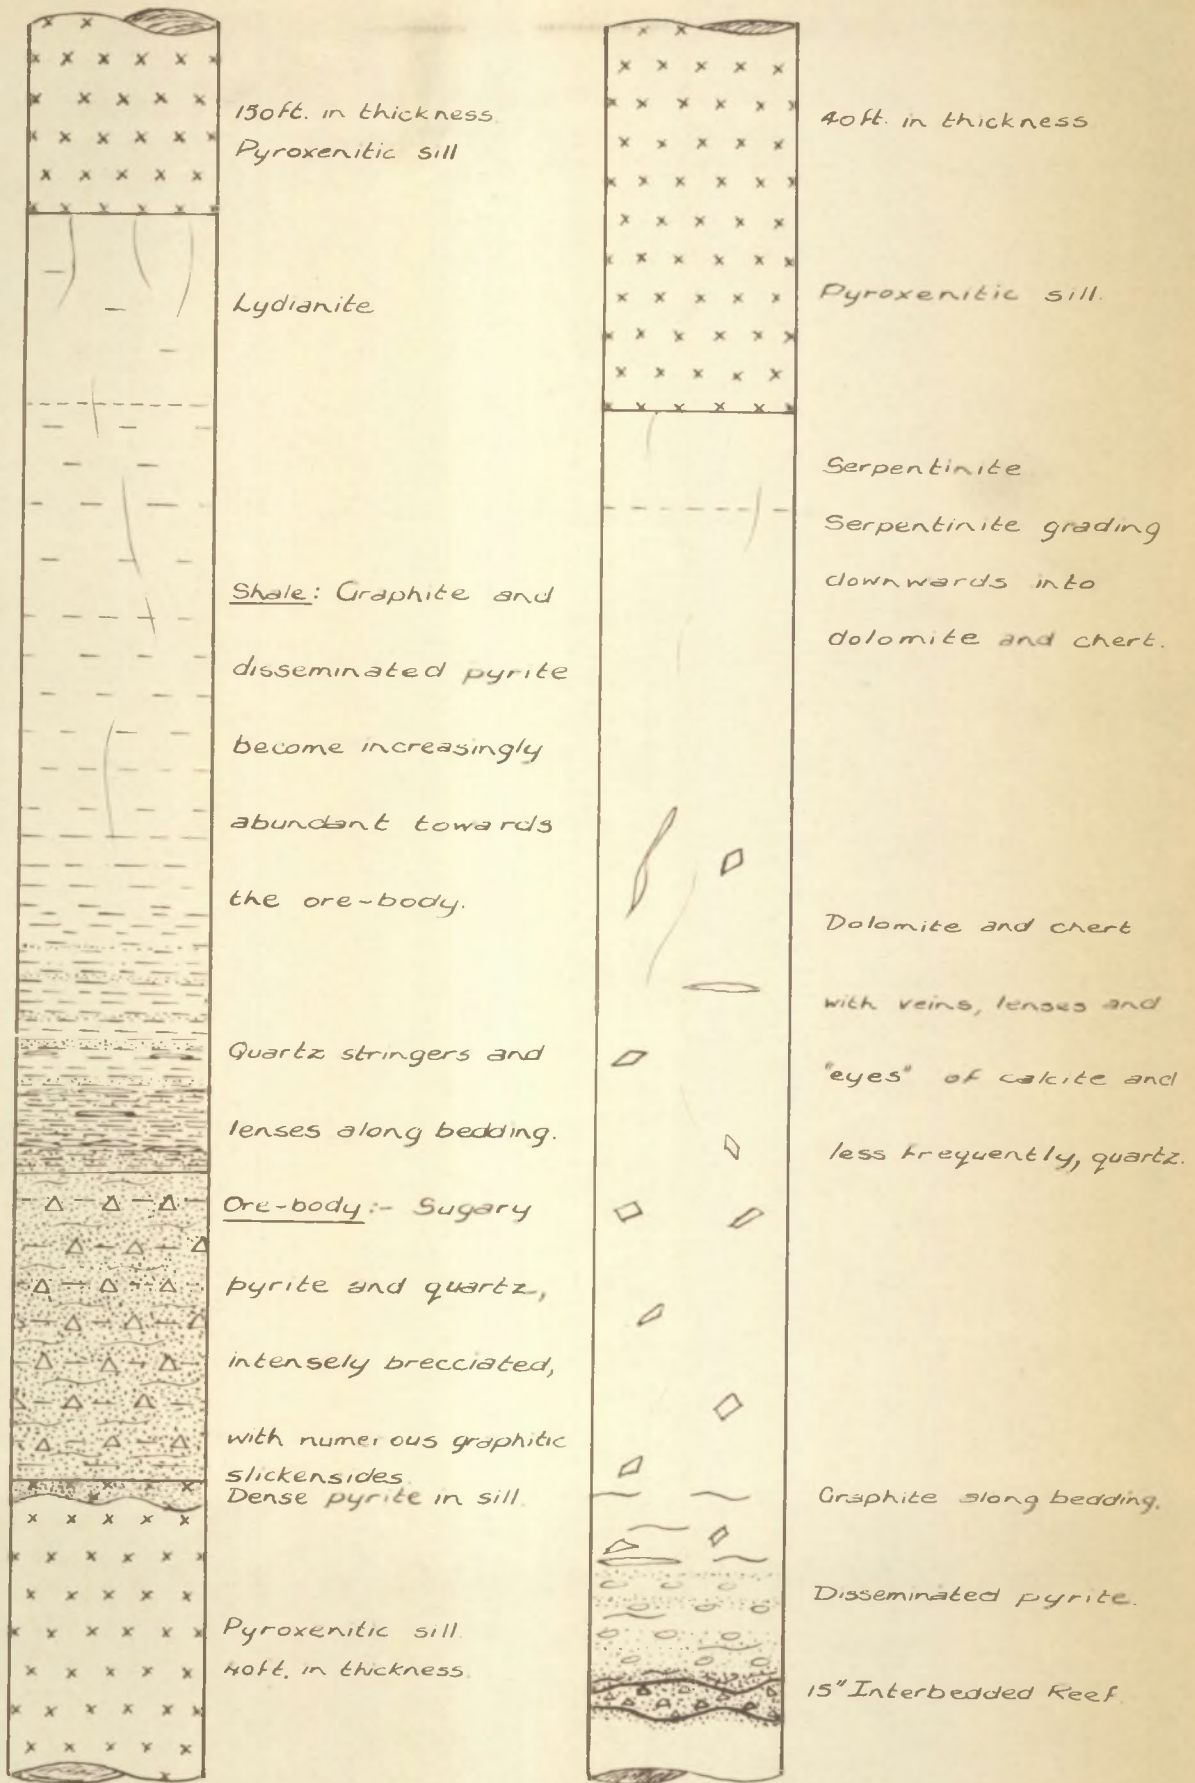 150ft. in thickness
Pyroxenitic sill
Lydianite
Shale: Graphite and
disseminated pyrite
become increasingly
abundant towards
the ore-body.
Quartz stringers and
lenses along bedding.
Ore-body:- Sugary
pyrite and quartz,
intensely brecciated,
with numerous graphitic
slickensides.
Dense pyrite in sill
Pyroxenitic sill.
40ft. in thickness.
40ft. in thickness
Pyroxenitic sill.
Serpentinite
Serpentinite grading
downwards into
dolomite and chert.
Dolomite and chert
with veins, lenses and
"eyes" of calcite and
less frequently, quartz.
Graphite along bedding.
Disseminated pyrite.
15" Interbedded Reef.